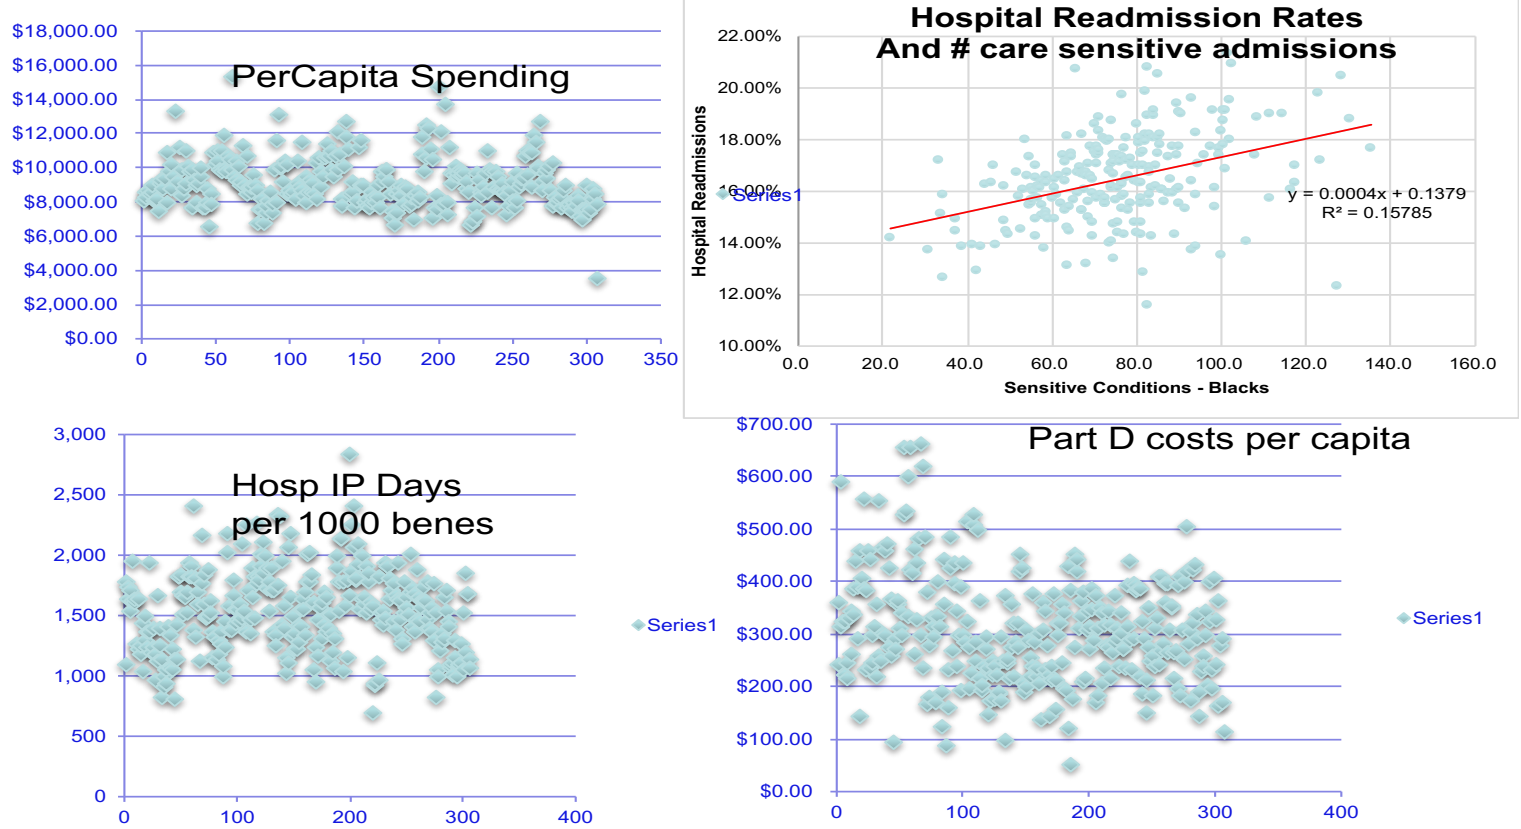 PerCapita Spending
$18,000.00
$16,000.00
$14,000.00
$12,000.00
$10,000.00
$8,000.00
$6,000.00
$4,000.00
$2,000.00
$0.00
0 50 100 150 200 250 300 350
Series1
Hospital Readmission Rates
And # care sensitive admissions
Hospital Readmissions
22.00%
20.00%
18.00%
16.00%
14.00%
12.00%
10.00%
y = 0.0004x + 0.1379
R² = 0.15785
0.0 20.0 40.0 60.0 80.0 100.0 120.0 140.0 160.0
Sensitive Conditions - Blacks
Hosp IP Days
per 1000 benes
3,000
2,500
2,000
1,500
1,000
500
0
0 100 200 300 400
Series1
Part D costs per capita
$700.00
$600.00
$500.00
$400.00
$300.00
$200.00
$100.00
$0.00
0 100 200 300 400
Series1